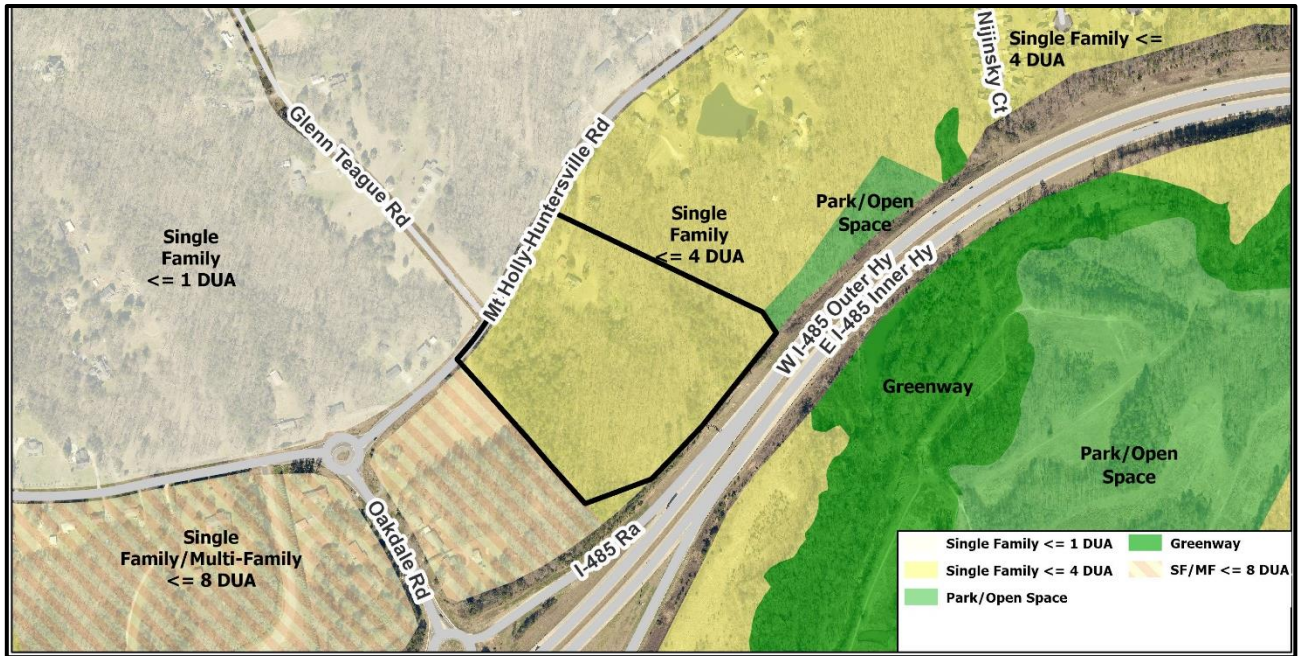 Nijinsky Ct
Single Family <=
4 DUA
Glenn Teague Rd
Mt Holly-Huntersville Rd
Single
Family
<= 4 DUA
Park/Open
Space
Single
Family
<= 1 DUA
W I-485 Outer Hy
E I-485 Inner Hy
Greenway
Park/Open
Space
Oakdale Rd
I-485 Ra
Single
Family/Multi-Family
<= 8 DUA
Single Family <= 1 DUA
Greenway
Single Family <= 4 DUA
SF/MF <= 8 DUA
Park/Open Space